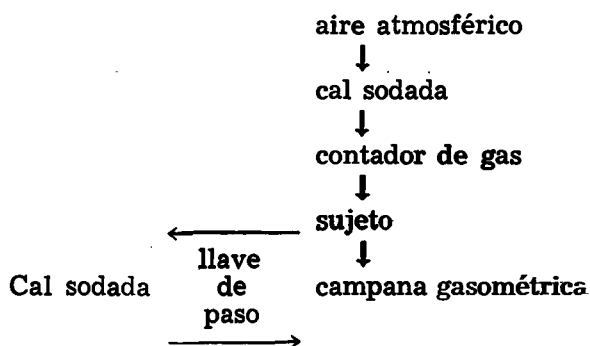 aire atmosférico
cal sodada
contador de gas
sujeto
llave
Cal sodada de campana gasométrica
paso